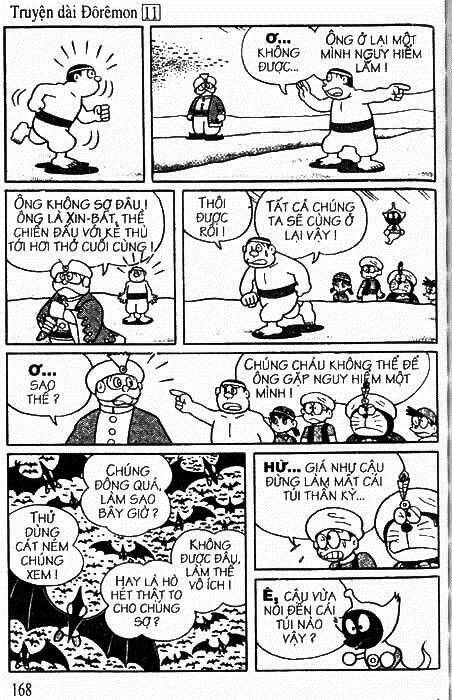 Truyện dài Đôrêmon 11
Ơ...
KHÔNG
ĐƯỢC...
ÔNG Ở LẠI MỘT
MÌNH NGUY HIỂM
LẮM !
ÔNG KHÔNG SỢ ĐÂU !
ÔNG LÀ XIN-BÁT, THỀ
CHIẾN ĐẤU VỚI KẺ THÙ
TỚI HƠI THỞ CUỐI CÙNG !
THÔI
ĐƯỢC
RỒI !
TẤT CẢ CHÚNG
TA SẼ CÙNG Ở
LẠI VẬY !
Ơ...
SAO
THẾ ?
CHÚNG CHÁU KHÔNG THỂ ĐỂ
ÔNG GẶP NGUY HIỂM MỘT
MÌNH !
CHÚNG
ĐÔNG QUÁ,
LÀM SAO
BÂY GIỜ ?
THỬ
DÙNG
CÁT NÉM
CHÚNG
XEM !
KHÔNG
ĐƯỢC ĐÂU,
LÀM THẾ
VÔ ÍCH !
HAY LÀ HÒ
HÉT THẬT TO
CHO CHÚNG
SỢ ?
HỪ... GIÁ NHƯ CẬU
ĐỪNG LÀM MẤT CÁI
TÚI THẦN KỲ...
Ê, CẬU VỪA
NÓI ĐẾN CÁI
TÚI NÀO
VẬY ?
168